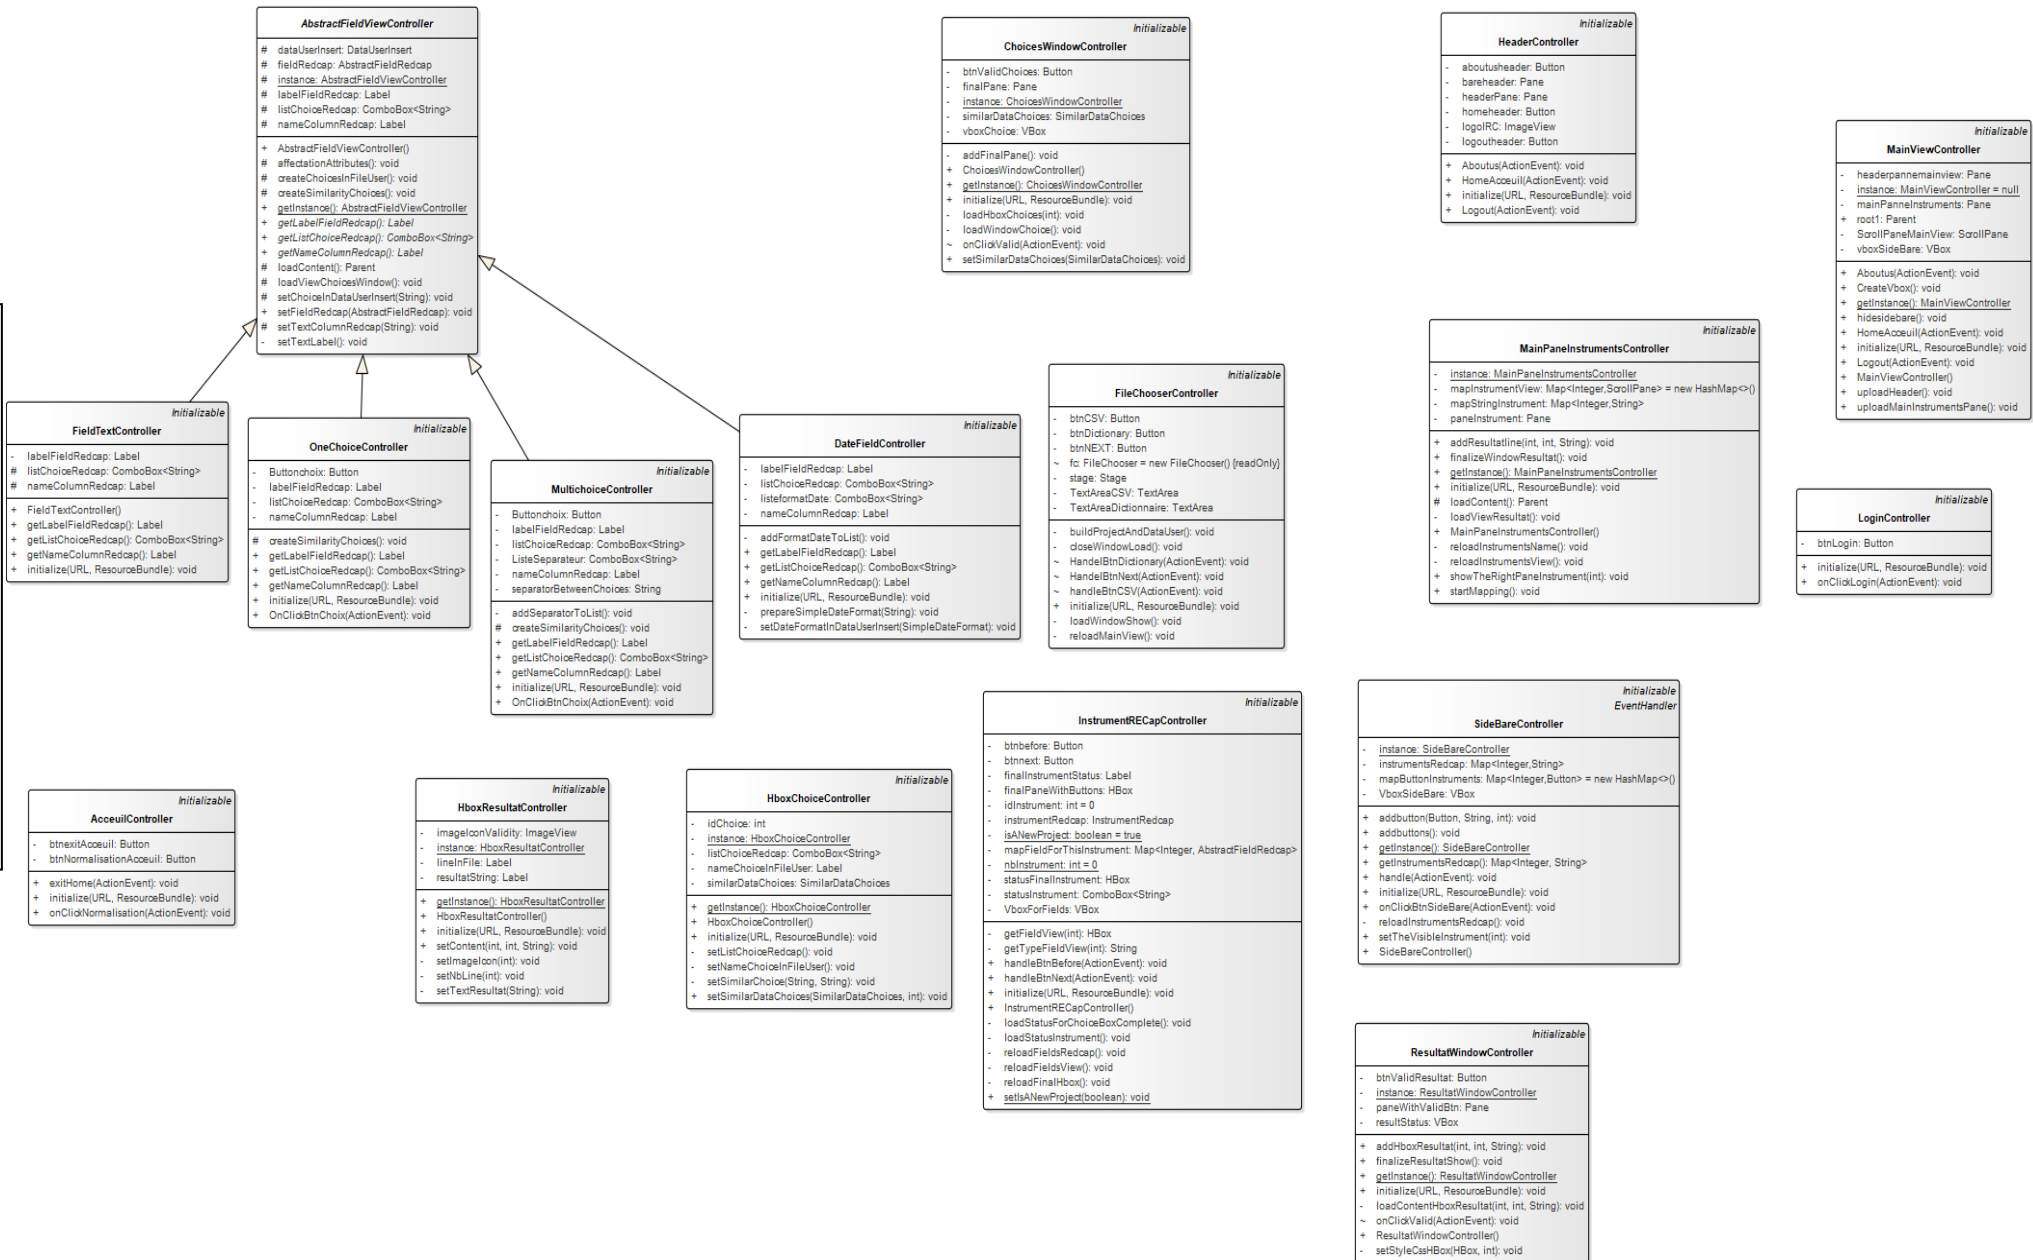 AbstractFieldViewController
# dataUserInsert: DataUserInsert
# fieldRedcap: AbstractFieldRedcap
# instance: AbstractFieldViewController
# labelFieldRedcap: Label
# listChoiceRedcap: ComboBox<String>
# nameColumnRedcap: Label
+ AbstractFieldViewController()
# affectationAttributes(): void
# createChoicesInFileUser(): void
# createSimilarityChoices(): void
+ getInstance(): AbstractFieldViewController
+ getLabelFieldRedcap(): Label
+ getListChoiceRedcap(): ComboBox<String>
+ getNameColumnRedcap(): Label
# loadContent(): Parent
# loadViewChoicesWindow(): void
# setChoiceInDataUserInsert(String): void
+ setFieldRedcap(AbstractFieldRedcap): void
# setTextColumnRedcap(String): void
- setTextLabel(): void
Initializable
ChoicesWindowController
- btnValidChoices: Button
- finalPane: Pane
- instance: ChoicesWindowController
- similarDataChoices: SimilarDataChoices
- vboxChoice: VBox
- addFinalPane(): void
+ ChoicesWindowController()
+ getInstance(): ChoicesWindowController
+ initialize(URL, ResourceBundle): void
- loadHboxChoices(int): void
- loadWindowChoice(): void
~ onClickValid(ActionEvent): void
+ setSimilarDataChoices(SimilarDataChoices): void
Initializable
HeaderController
- aboutusheader: Button
- bareheader: Pane
- headerPane: Pane
- homeheader: Button
- logoIRC: ImageView
- logoutheader: Button
+ Aboutus(ActionEvent): void
+ HomeAcceuil(ActionEvent): void
+ initialize(URL, ResourceBundle): void
+ Logout(ActionEvent): void
Initializable
MainViewController
- headerpannemainview: Pane
- instance: MainViewController = null
- mainPanneInstruments: Pane
+ root1: Parent
- ScrollPaneMainView: ScrollPane
- vboxSideBare: VBox
+ Aboutus(ActionEvent): void
+ CreateVbox(): void
+ getInstance(): MainViewController
+ hidesidebare(): void
+ HomeAcceuil(ActionEvent): void
+ initialize(URL, ResourceBundle): void
+ Logout(ActionEvent): void
+ MainViewController()
+ uploadHeader(): void
+ uploadMainInstrumentsPane(): void
Initializable
FieldTextController
- labelFieldRedcap: Label
# listChoiceRedcap: ComboBox<String>
# nameColumnRedcap: Label
+ FieldTextController()
+ getLabelFieldRedcap(): Label
+ getListChoiceRedcap(): ComboBox<String>
+ getNameColumnRedcap(): Label
+ initialize(URL, ResourceBundle): void
Initializable
OneChoiceController
- Buttonchoix: Button
- labelFieldRedcap: Label
- listChoiceRedcap: ComboBox<String>
- nameColumnRedcap: Label
# createSimilarityChoices(): void
+ getLabelFieldRedcap(): Label
+ getListChoiceRedcap(): ComboBox<String>
+ getNameColumnRedcap(): Label
+ initialize(URL, ResourceBundle): void
+ OnClickBtnChoix(ActionEvent): void
Initializable
MultichoiceController
- Buttonchoix: Button
- labelFieldRedcap: Label
- listChoiceRedcap: ComboBox<String>
- ListeSeparateur: ComboBox<String>
- nameColumnRedcap: Label
- separatorBetweenChoices: String
- addSeparatorToList(): void
# createSimilarityChoices(): void
+ getLabelFieldRedcap(): Label
+ getListChoiceRedcap(): ComboBox<String>
+ getNameColumnRedcap(): Label
+ initialize(URL, ResourceBundle): void
+ OnClickBtnChoix(ActionEvent): void
Initializable
DateFieldController
- labelFieldRedcap: Label
- listChoiceRedcap: ComboBox<String>
- listeformatDate: ComboBox<String>
- nameColumnRedcap: Label
- addFormatDateToList(): void
+ getLabelFieldRedcap(): Label
+ getListChoiceRedcap(): ComboBox<String>
+ getNameColumnRedcap(): Label
+ initialize(URL, ResourceBundle): void
- prepareSimpleDateFormat(String): void
- setDateFormatInDataUserInsert(SimpleDateFormat): void
Initializable
FileChooserController
- btnCSV: Button
- btnDictionary: Button
- btnNEXT: Button
~ fc: FileChooser = new FileChooser() {readOnly}
- stage: Stage
- TextAreaCSV: TextArea
- TextAreaDictionnaire: TextArea
- buildProjectAndDataUser(): void
- closeWindowLoad(): void
~ HandelBtnDictionary(ActionEvent): void
~ HandelBtnNext(ActionEvent): void
~ handleBtnCSV(ActionEvent): void
+ initialize(URL, ResourceBundle): void
- loadWindowShow(): void
- reloadMainView(): void
Initializable
MainPaneInstrumentsController
- instance: MainPaneInstrumentsController
- mapInstrumentView: Map<Integer,ScrollPane> = new HashMap<>()
- mapStringInstrument: Map<Integer,String>
- paneInstrument: Pane
+ addResultatline(int, int, String): void
+ finalizeWindowResultat(): void
+ getInstance(): MainPaneInstrumentsController
+ initialize(URL, ResourceBundle): void
# loadContent(): Parent
- loadViewResultat(): void
+ MainPaneInstrumentsController()
- reloadInstrumentsName(): void
- reloadInstrumentsView(): void
+ showTheRightPaneInstrument(int): void
+ startMapping(): void
Initializable
LoginController
- btnLogin: Button
+ initialize(URL, ResourceBundle): void
+ onClickLogin(ActionEvent): void
Initializable
AcceuilController
- btnexitAcceuil: Button
- btnNormalisationAcceuil: Button
+ exitHome(ActionEvent): void
+ initialize(URL, ResourceBundle): void
+ onClickNormalisation(ActionEvent): void
Initializable
HboxResultatController
- imageIconValidity: ImageView
- instance: HboxResultatController
- lineInFile: Label
- resultatString: Label
+ getInstance(): HboxResultatController
+ HboxResultatController()
+ initialize(URL, ResourceBundle): void
+ setContent(int, int, String): void
- setImageIcon(int): void
- setNbLine(int): void
- setTextResultat(String): void
Initializable
HboxChoiceController
- idChoice: int
- instance: HboxChoiceController
- listChoiceRedcap: ComboBox<String>
- nameChoiceInFileUser: Label
- similarDataChoices: SimilarDataChoices
+ getInstance(): HboxChoiceController
+ HboxChoiceController()
+ initialize(URL, ResourceBundle): void
- setListChoiceRedcap(): void
- setNameChoiceInFileUser(): void
- setSimilarChoice(String, String): void
+ setSimilarDataChoices(SimilarDataChoices, int): void
Initializable
InstrumentRECapController
- btnbefore: Button
- btnnext: Button
- finalInstrumentStatus: Label
- finalPaneWithButtons: HBox
- idInstrument: int = 0
- instrumentRedcap: InstrumentRedcap
- isANewProject: boolean = true
- mapFieldForThisInstrument: Map<Integer, AbstractFieldRedcap>
- nbInstrument: int = 0
- statusFinalInstrument: HBox
- statusInstrument: ComboBox<String>
- VboxForFields: VBox
- getFieldView(int): HBox
- getTypeFieldView(int): String
+ handleBtnBefore(ActionEvent): void
+ handleBtnNext(ActionEvent): void
+ initialize(URL, ResourceBundle): void
+ InstrumentRECapController()
- loadStatusForChoiceBoxComplete(): void
- loadStatusInstrument(): void
- reloadFieldsRedcap(): void
- reloadFieldsView(): void
- reloadFinalHbox(): void
+ setIsANewProject(boolean): void
Initializable
EventHandler
SideBareController
- instance: SideBareController
- instrumentsRedcap: Map<Integer,String>
- mapButtonInstruments: Map<Integer,Button> = new HashMap<>()
- VboxSideBare: VBox
+ addbutton(Button, String, int): void
+ addbuttons(): void
+ getInstance(): SideBareController
+ getInstrumentsRedcap(): Map<Integer, String>
+ handle(ActionEvent): void
+ initialize(URL, ResourceBundle): void
+ onClickBtnSideBare(ActionEvent): void
- reloadInstrumentsRedcap(): void
+ setTheVisibleInstrument(int): void
+ SideBareController()
Initializable
ResultatWindowController
- btnValidResultat: Button
- instance: ResultatWindowController
- paneWithValidBtn: Pane
- resultStatus: VBox
+ addHboxResultat(int, int, String): void
+ finalizeResultatShow(): void
+ getInstance(): ResultatWindowController
+ initialize(URL, ResourceBundle): void
- loadContentHboxResultat(int, int, String): void
~ onClickValid(ActionEvent): void
+ ResultatWindowController()
- setStyleCssHBox(HBox, int): void